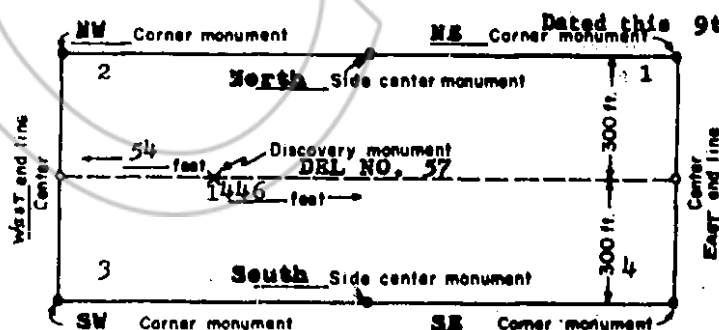 Dated this 9t
NW Corner monument NE Corner monument
2 North Side center monument 1
300 ft.
54 feet Discovery monument
DEL NO. 57
1446 feet
WEST end line
Center
Center
EAST end line
300 ft.
3 South Side center monument 4
SW Corner monument SE Corner monument